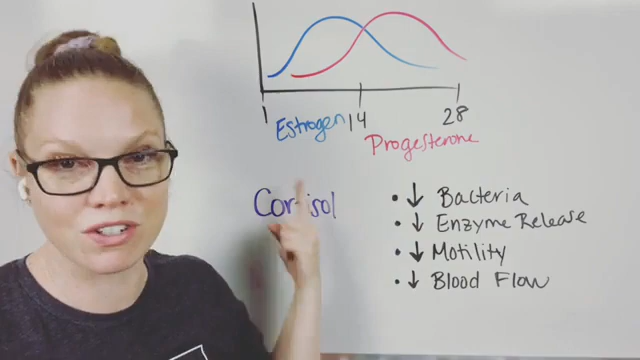 1 14 28
Estrogen
Progesterone
Cortisol
• ↓ Bacteria
• ↓ Enzyme Release
• ↓ Motility
• ↓ Blood Flow